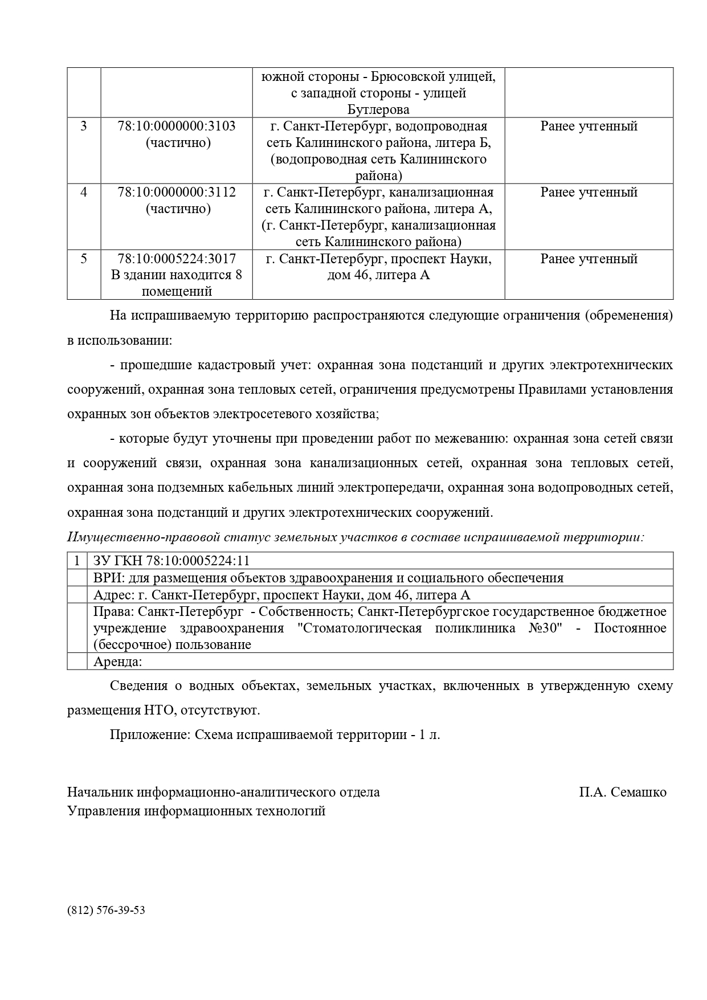 южной стороны - Брюсовской улицей,
с западной стороны - улицей
Бутлерова
3 78:10:0000000:3103 г. Санкт-Петербург, водопроводная Ранее учтенный
(частично) сеть Калининского района, литера Б,
(водопроводная сеть Калининского
района)
4 78:10:0000000:3112 г. Санкт-Петербург, канализационная Ранее учтенный
(частично) сеть Калининского района, литера А,
(г. Санкт-Петербург, канализационная
сеть Калининского района)
5 78:10:0005224:3017 г. Санкт-Петербург, проспект Науки, Ранее учтенный
В здании находится 8 дом 46, литера А
помещений
На испрашиваемую территорию распространяются следующие ограничения (обременения)
в использовании:
- прошедшие кадастровый учет: охранная зона подстанций и других электротехнических
сооружений, охранная зона тепловых сетей, ограничения предусмотрены Правилами установления
охранных зон объектов электросетевого хозяйства;
- которые будут уточнены при проведении работ по межеванию: охранная зона сетей связи
и сооружений связи, охранная зона канализационных сетей, охранная зона тепловых сетей,
охранная зона подземных кабельных линий электропередачи, охранная зона водопроводных сетей,
охранная зона подстанций и других электротехнических сооружений.
Имущественно-правовой статус земельных участков в составе испрашиваемой территории:
1 ЗУ ГКН 78:10:0005224:11
ВРИ: для размещения объектов здравоохранения и социального обеспечения
Адрес: г. Санкт-Петербург, проспект Науки, дом 46, литера А
Права: Санкт-Петербург - Собственность; Санкт-Петербургское государственное бюджетное
учреждение здравоохранения "Стоматологическая поликлиника №30" - Постоянное
(бессрочное) пользование
Аренда:
Сведения о водных объектах, земельных участках, включенных в утвержденную схему
размещения НТО, отсутствуют.
Приложение: Схема испрашиваемой территории - 1 л.
Начальник информационно-аналитического отдела П.А. Семашко
Управления информационных технологий
(812) 576-39-53